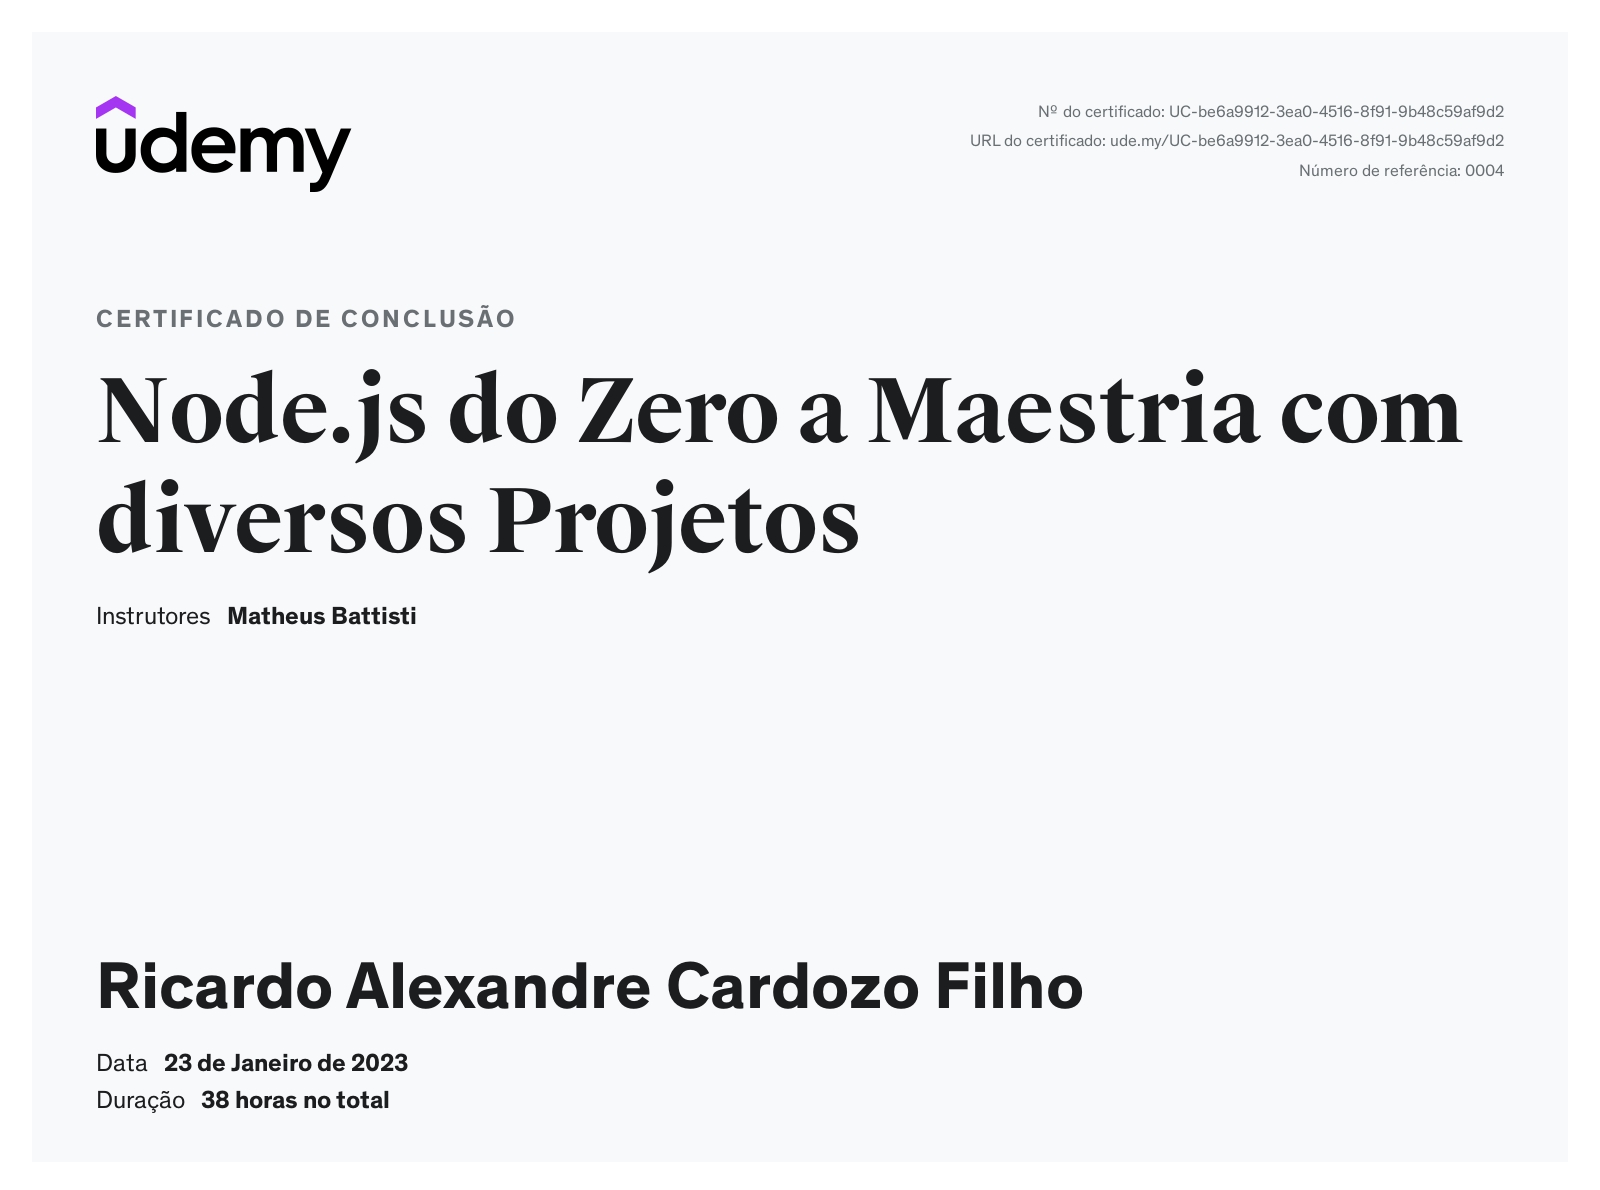 udemy
Nº do certificado: UC-be6a9912-3ea0-4516-8f91-9b48c59af9d2
URL do certificado: ude.my/UC-be6a9912-3ea0-4516-8f91-9b48c59af9d2
Número de referência: 0004
CERTIFICADO DE CONCLUSÃO
Node.js do Zero a Maestria com
diversos Projetos
Instrutores Matheus Battisti
Ricardo Alexandre Cardozo Filho
Data 23 de Janeiro de 2023
Duração 38 horas no total